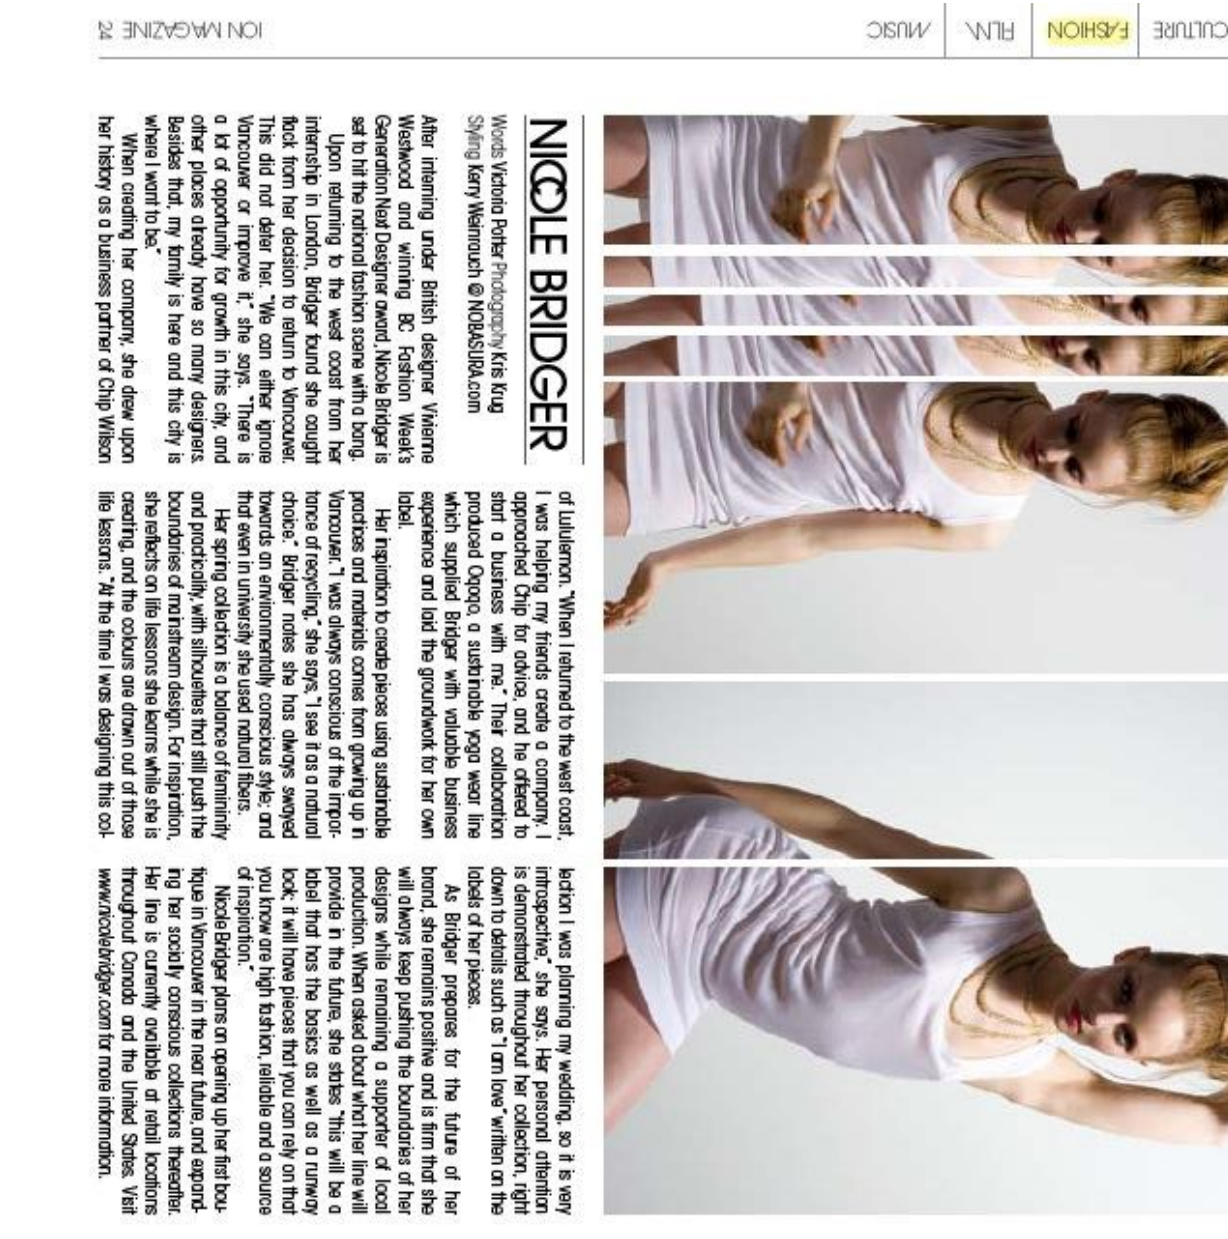 CULTURE FASHION FILM MUSIC
ION MAGAZINE 24
NICOLE BRIDGER
Words Victoria Potter Photography Kris Krug
Styling Kerry Weinrauch @ NOBASURA.com
After interning under British designer Vivienne
Westwood and winning BC Fashion Week's
Generation Next Designer award, Nicole Bridger is
set to hit the national fashion scene with a bang.
Upon returning to the west coast from her
internship in London, Bridger found she caught
flack from her decision to return to Vancouver.
This did not deter her. "We can either ignore
Vancouver or improve it," she says. "There is
a lot of opportunity for growth in this city, and
other places already have so many designers.
Besides that, my family is here and this city is
where I want to be."
When creating her company, she drew upon
her history as a business partner of Chip Wilson
of Lululemon. "When I returned to the west coast,
I was helping my friends create a company. I
approached Chip for advice, and he offered to
start a business with me." Their collaboration
produced Oqoqo, a sustainable yoga wear line
which supplied Bridger with valuable business
experience and laid the groundwork for her own
label.
Her inspiration to create pieces using sustainable
practices and materials comes from growing up in
Vancouver. "I was always conscious of the impor-
tance of recycling," she says, "I see it as a natural
choice." Bridger notes she has always swayed
towards an environmentally conscious style; and
that even in university she used natural fibers.
Her spring collection is a balance of femininity
and practicality, with silhouettes that still push the
boundaries of mainstream design. For inspiration,
she reflects on life lessons she learns while she is
creating, and the colours are drawn out of those
life lessons. "At the time I was designing this col-
lection I was planning my wedding, so it is very
introspective," she says. Her personal attention
is demonstrated throughout her collection, right
down to details such as "I am love" written on the
labels of her pieces.
As Bridger prepares for the future of her
brand, she remains positive and is firm that she
will always keep pushing the boundaries of her
designs while remaining a supporter of local
production. When asked about what her line will
provide in the future, she states "this will be a
label that has the basics as well as a runway
look; it will have pieces that you can rely on that
you know are high fashion, reliable and a source
of inspiration."
Nicole Bridger plans on opening up her first bou-
tique in Vancouver in the near future, and expand-
ing her socially conscious collections thereafter.
Her line is currently available at retail locations
throughout Canada and the United States. Visit
www.nicolebridger.com for more information.